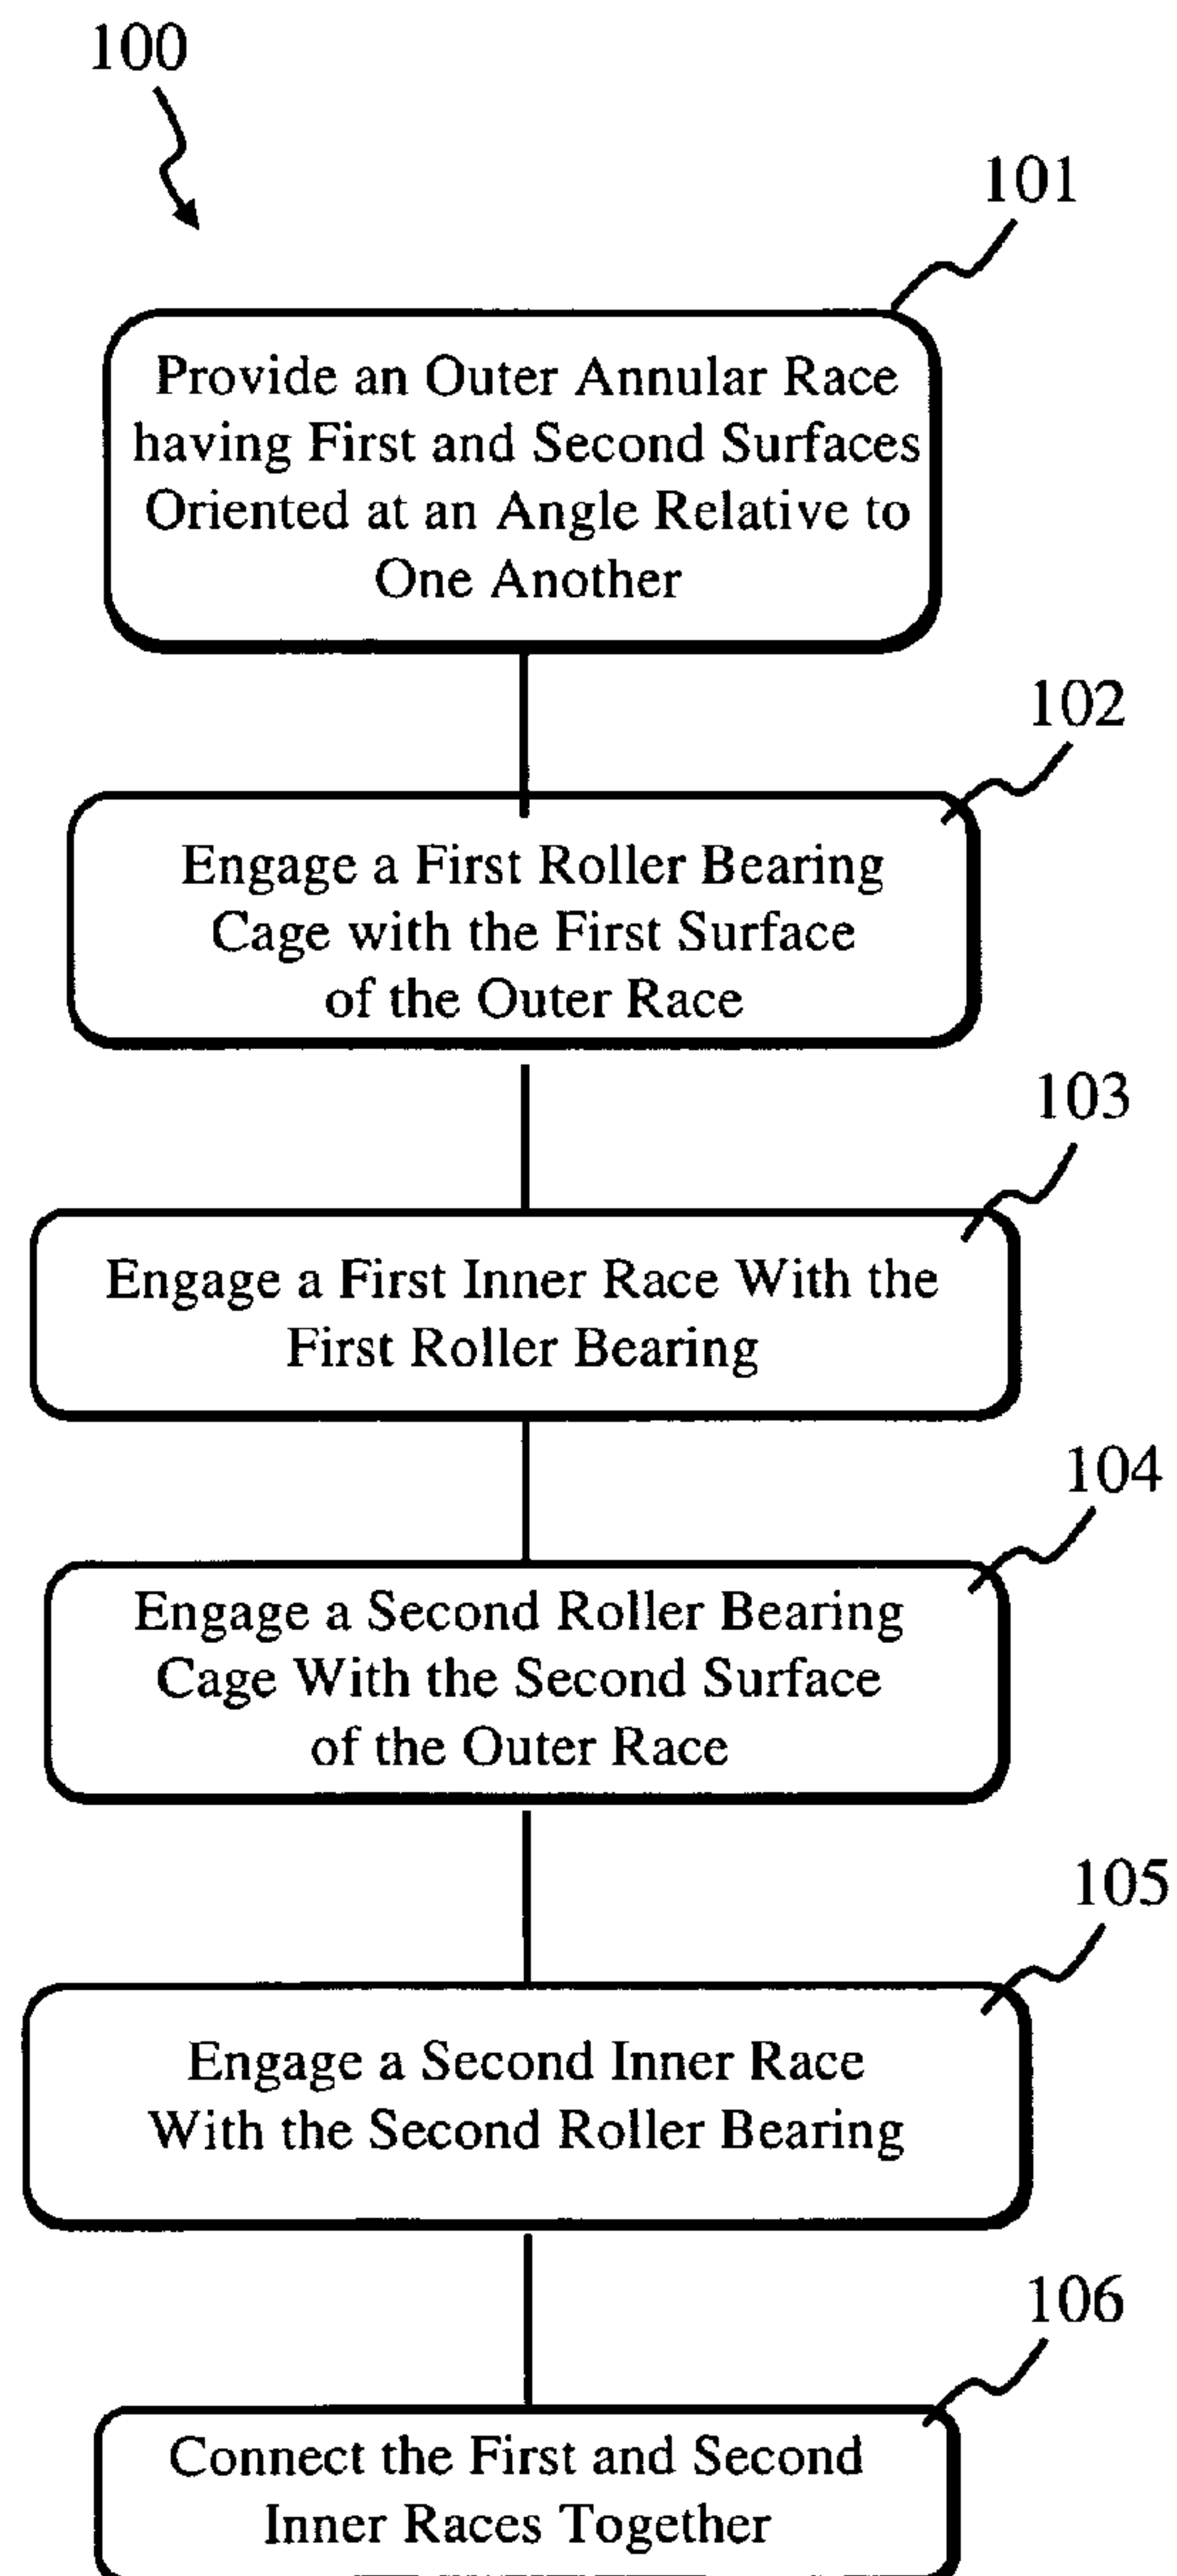 100
101
Provide an Outer Annular Race
having First and Second Surfaces
Oriented at an Angle Relative to
One Another
102
Engage a First Roller Bearing
Cage with the First Surface
of the Outer Race
103
Engage a First Inner Race With the
First Roller Bearing
104
Engage a Second Roller Bearing
Cage With the Second Surface
of the Outer Race
105
Engage a Second Inner Race
With the Second Roller Bearing
106
Connect the First and Second
Inner Races Together